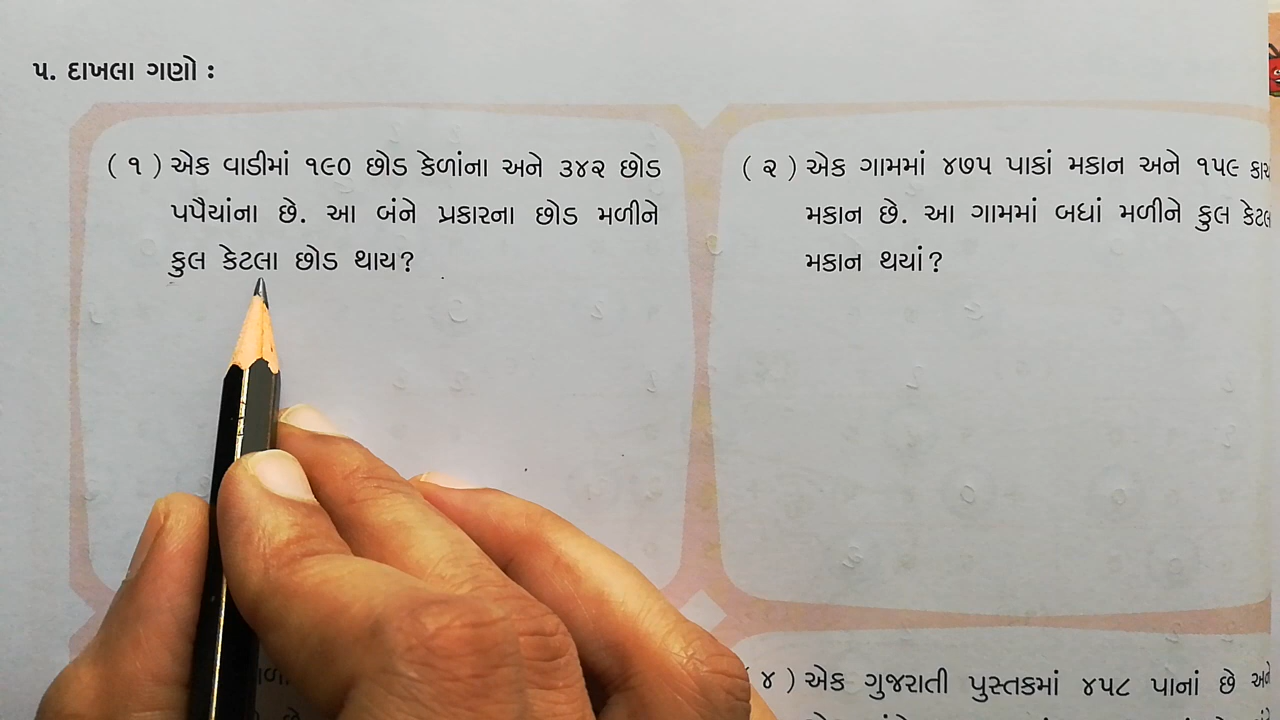 ૫. દાખલા ગણો :
( ૧ ) એક વાડીમાં ૧૯૦ છોડ કેળાંના અને ૩૪૨ છોડ
પપૈયાંના છે. આ બંને પ્રકારના છોડ મળીને
કુલ કેટલા છોડ થાય?
( ૨ ) એક ગામમાં ૪૭૫ પાકાં મકાન અને ૧૫૯
મકાન છે. આ ગામમાં બધાં મળીને કુલ
મકાન થયાં?
૪ ) એક ગુજરાતી પુસ્તકમાં ૪૫૮ પાનાં છે